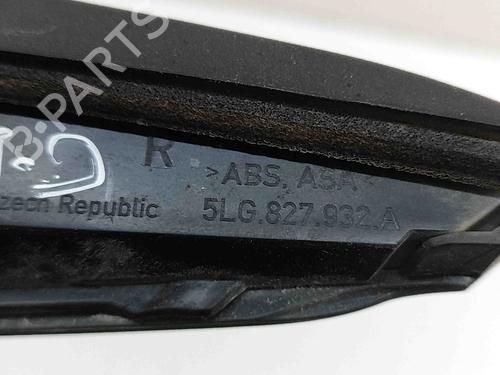 B-PARTS
R
>ABS, ASA<
Czech Republic
5LG.827.932.A